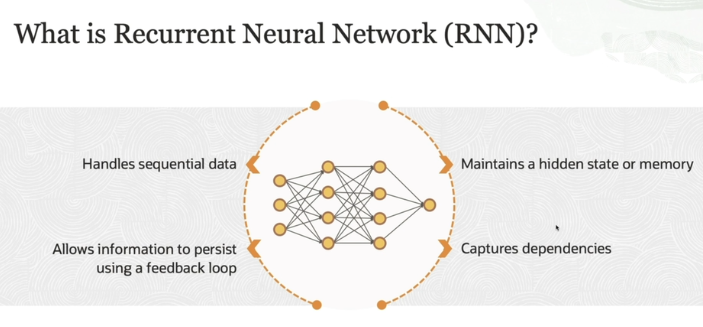 What is Recurrent Neural Network (RNN)?
Handles sequential data
Maintains a hidden state or memory
Allows information to persist
using a feedback loop
Captures dependencies